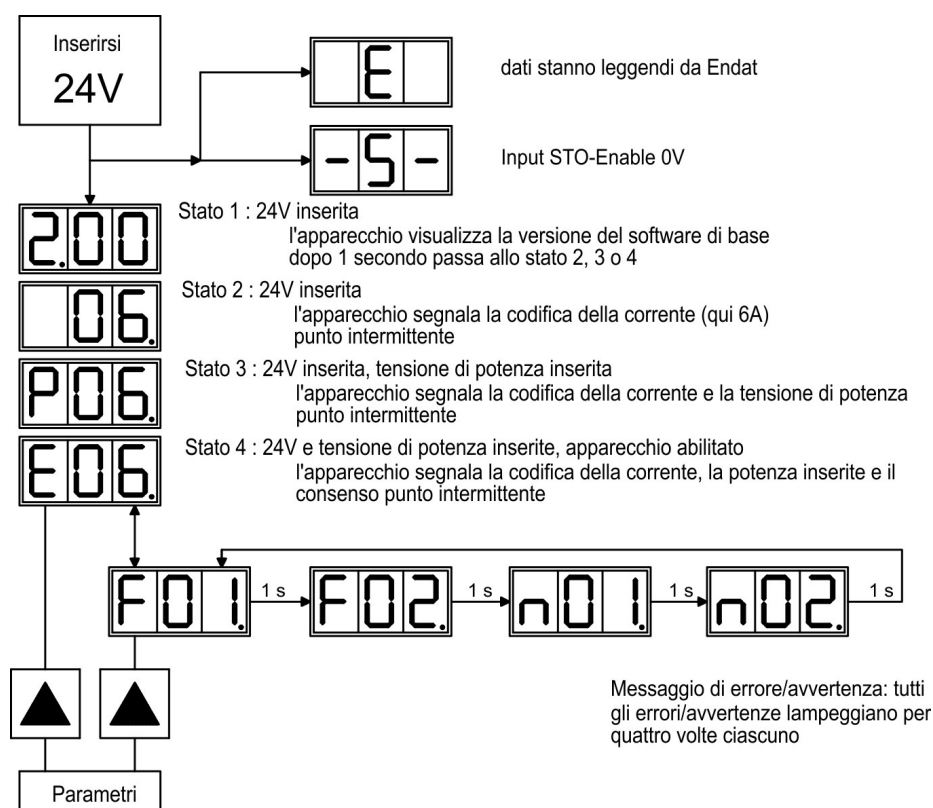 Inserirsi
24V
E
dati stanno leggendi da Endat
-S-
Input STO-Enable 0V
2.00
Stato 1 : 24V inserita
l'apparecchio visualizza la versione del software di base
dopo 1 secondo passa allo stato 2, 3 o 4
06.
Stato 2 : 24V inserita
l'apparecchio segnala la codifica della corrente (qui 6A)
punto intermittente
P06.
Stato 3 : 24V inserita, tensione di potenza inserita
l'apparecchio segnala la codifica della corrente e la tensione di potenza
punto intermittente
E06.
Stato 4 : 24V e tensione di potenza inserite, apparecchio abilitato
l'apparecchio segnala la codifica della corrente, la potenza inserite e il
consenso punto intermittente
F01. 1 s F02. 1 s n01. 1 s n02. 1 s
Messaggio di errore/avvertenza: tutti
gli errori/avvertenze lampeggiano per
quattro volte ciascuno
Parametri